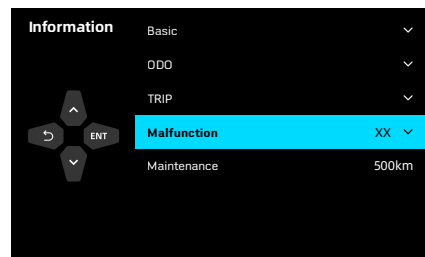 Information
Basic
ODO
TRIP
ENT
Malfunction XX
Maintenance 500km